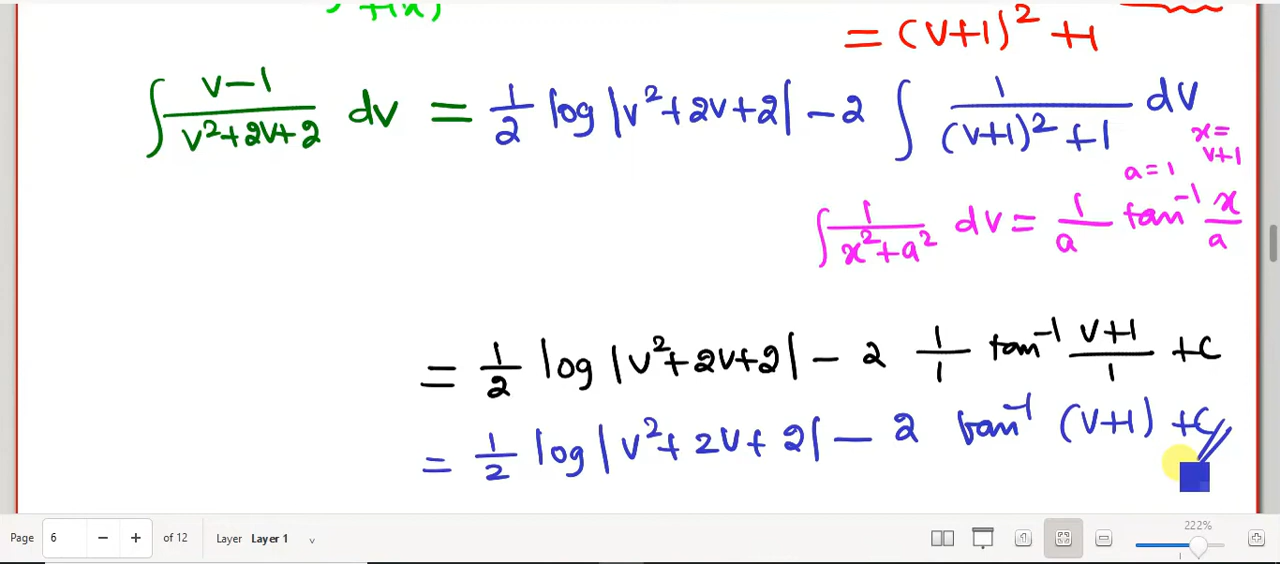 f(x)
= (v+1)² + 1
∫ (v-1)/(v²+2v+2) dv = 1/2 log |v²+2v+2| - 2 ∫ 1/((v+1)²+1) dv
x = v+1
a = 1
∫ 1/(x²+a²) dv = 1/a tan⁻¹ x/a
= 1/2 log |v²+2v+2| - 2 1/1 tan⁻¹ (v+1)/1 + c
= 1/2 log |v²+2v+2| - 2 tan⁻¹ (v+1) + c//
Page 6 - + of 12 Layer Layer 1 222%